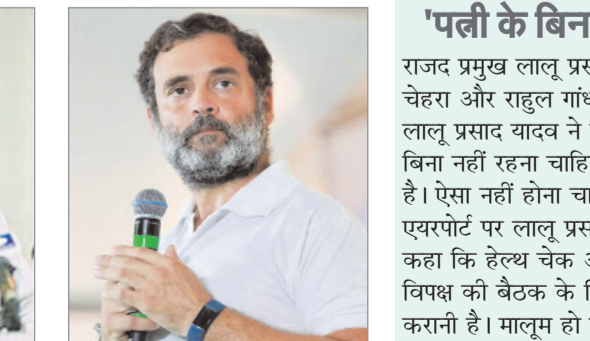 'पत्नी के बिन
राजद प्रमुख लालू प्रस
चेहरा और राहुल गांध
लालू प्रसाद यादव ने
बिना नहीं रहना चाहि
है। ऐसा नहीं होना चा
एयरपोर्ट पर लालू प्रस
कहा कि हेल्थ चेक अ
विपक्ष की बैठक के
करानी है। मालूम हो